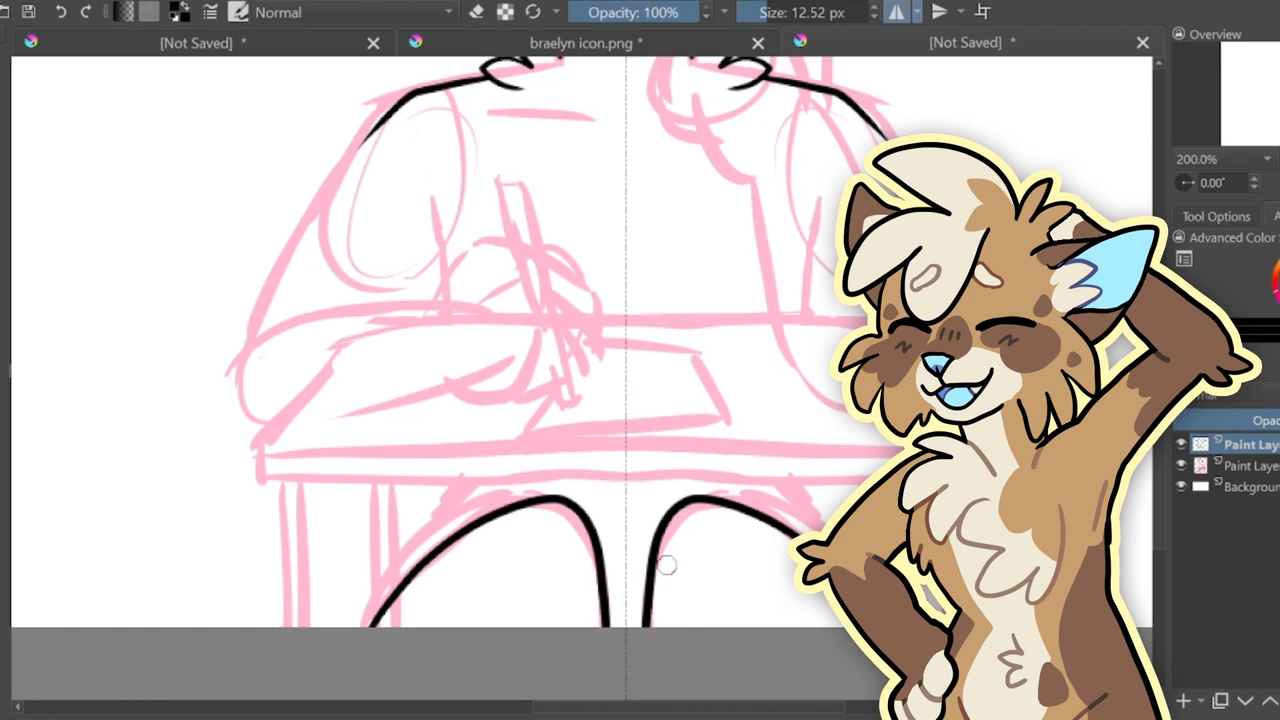 Normal
Opacity: 100%
Size: 12.52 px
[Not Saved] *
braelyn icon.png *
[Not Saved] *
Overview
200.0%
0.00°
Tool Options
Advanced Color S
Opac
Paint Lay
Paint Laye
Backgroun